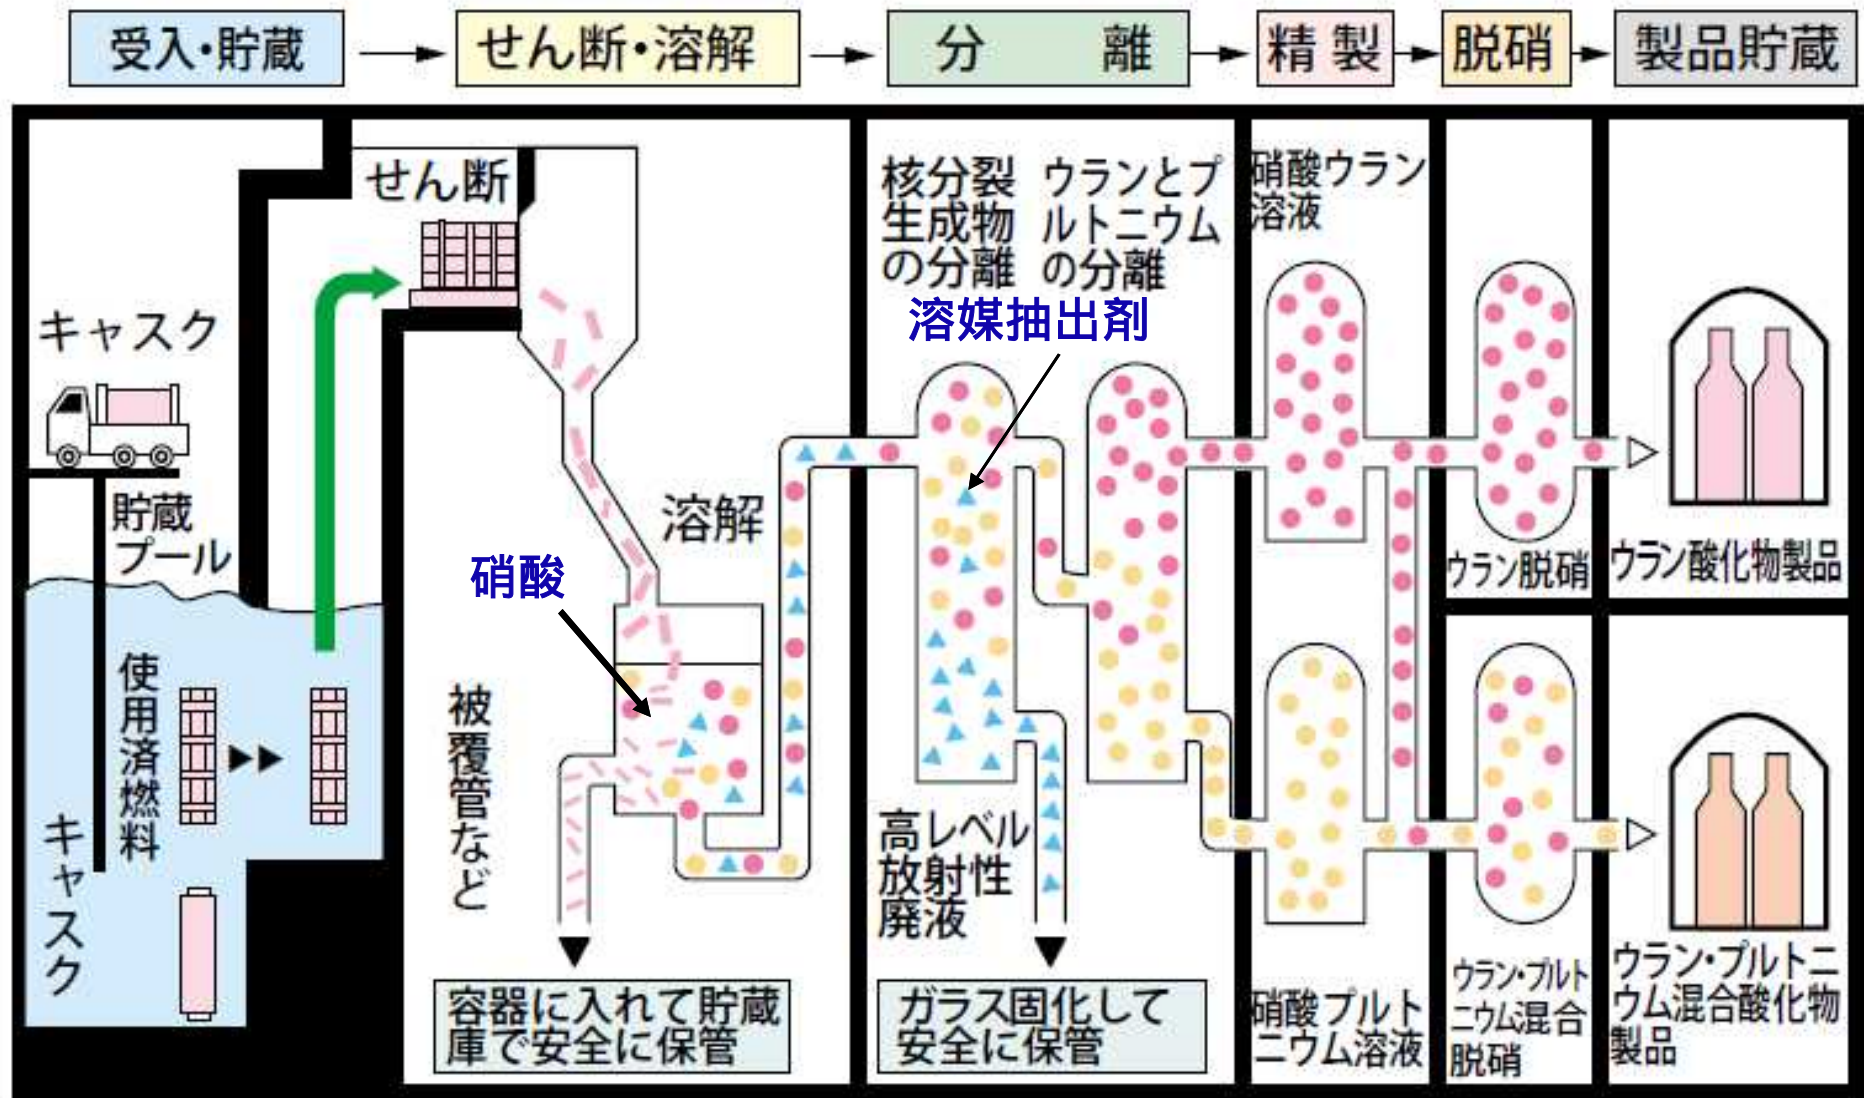 受入・貯蔵
せん断・溶解
分離
精製
脱硝
製品貯蔵
キャスク
貯蔵
プール
使用済燃料
キャスク
せん断
溶解
硝酸
被覆管など
容器に入れて貯蔵
庫で安全に保管
核分裂
生成物
の分離
ウランとプ
ルトニウム
の分離
溶媒抽出剤
高レベル
放射性
廃液
ガラス固化して
安全に保管
硝酸ウラン
溶液
硝酸プルト
ニウム溶液
ウラン脱硝
ウラン・プルト
ニウム混合
脱硝
ウラン酸化物製品
ウラン・プルトニ
ウム混合酸化物
製品